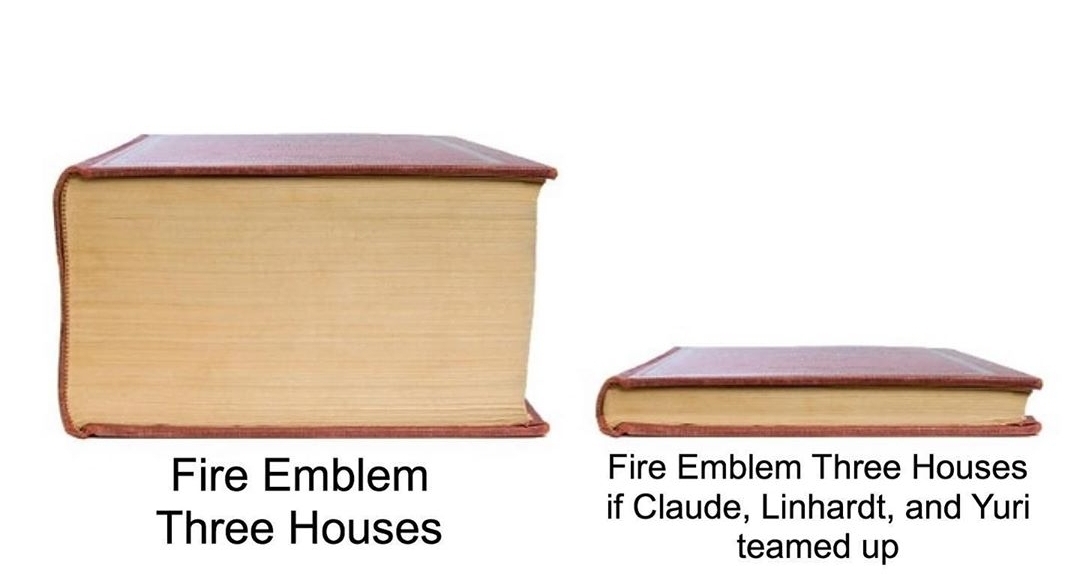 Fire Emblem
Three Houses
Fire Emblem Three Houses
if Claude, Linhardt, and Yuri
teamed up